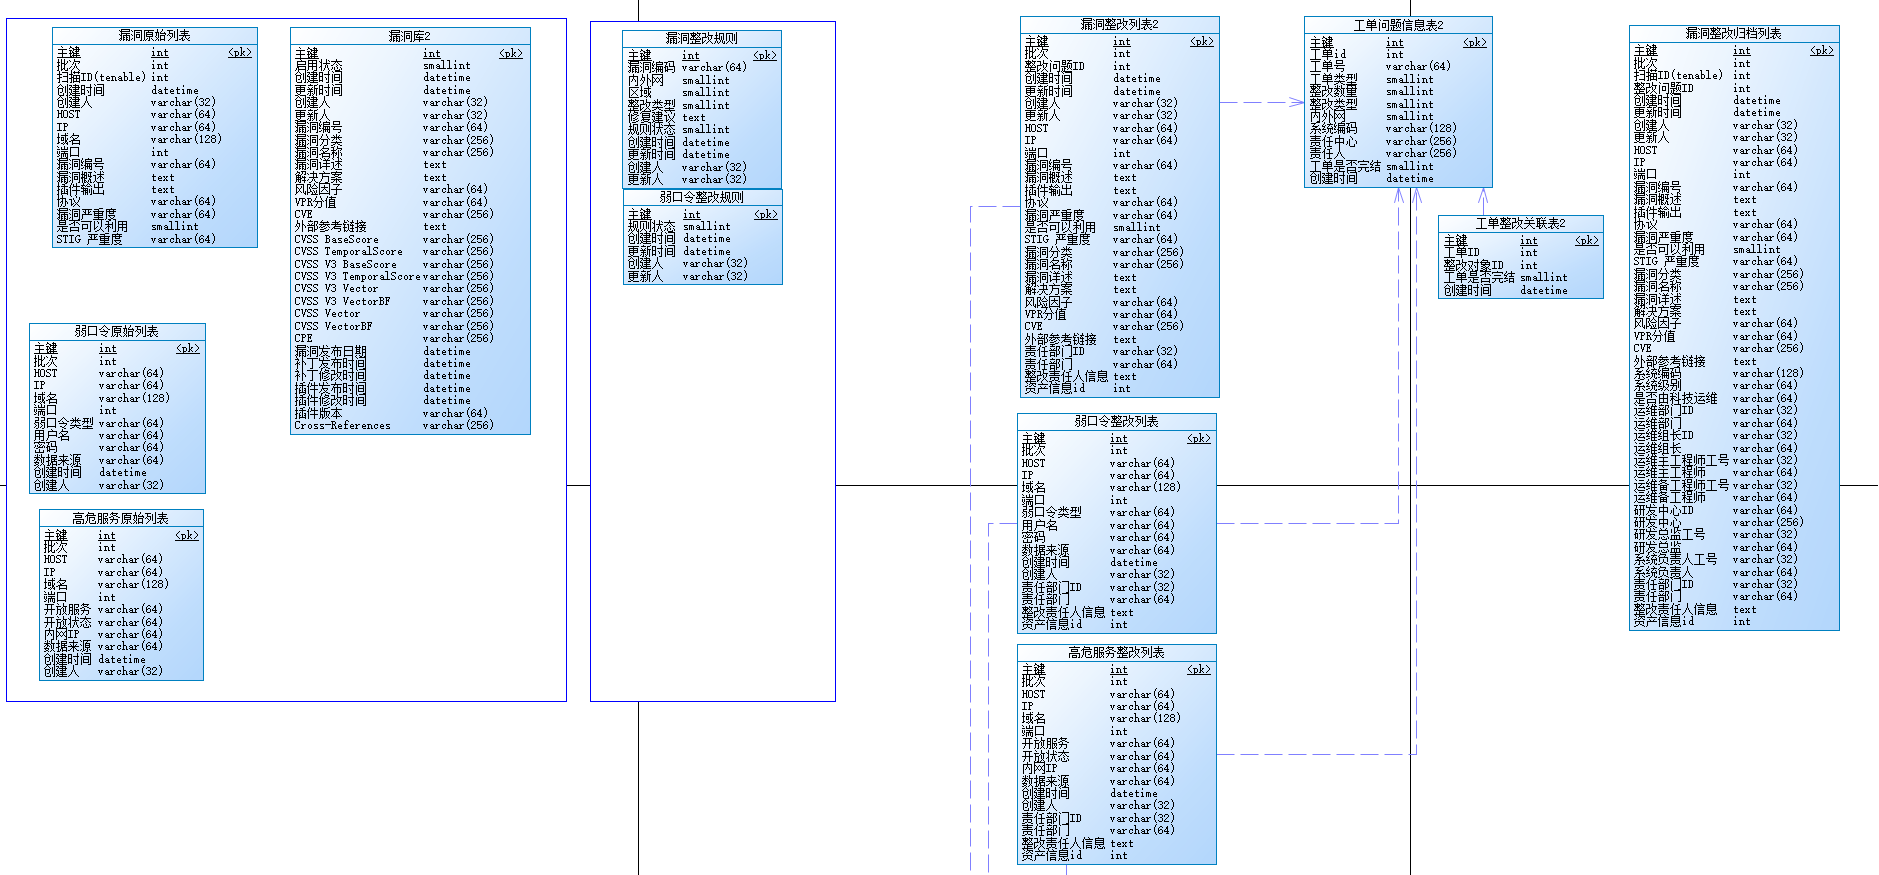 漏洞原始列表
主键 int <pk>
批次 int
扫描ID(tenable) int
创建时间 datetime
创建人 varchar(32)
HOST varchar(64)
IP varchar(64)
域名 varchar(128)
端口 int
漏洞编号 varchar(64)
漏洞概述 text
插件输出 text
协议 varchar(64)
漏洞严重度 varchar(64)
是否可以利用 smallint
STIG 严重度 varchar(64)
弱口令原始列表
主键 int <pk>
批次 int
HOST varchar(64)
IP varchar(64)
域名 varchar(128)
端口 int
弱口令类型 varchar(64)
用户名 varchar(64)
密码 varchar(64)
数据来源 varchar(64)
创建时间 datetime
创建人 varchar(32)
高危服务原始列表
主键 int <pk>
批次 int
HOST varchar(64)
IP varchar(64)
域名 varchar(128)
端口 int
开放服务 varchar(64)
开放状态 varchar(64)
内网IP varchar(64)
数据来源 varchar(64)
创建时间 datetime
创建人 varchar(32)
漏洞库2
主键 int <pk>
启用状态 smallint
创建时间 datetime
更新时间 datetime
创建人 varchar(32)
更新人 varchar(32)
漏洞编号 varchar(64)
漏洞分类 varchar(256)
漏洞名称 varchar(256)
漏洞详述 text
解决方案 text
风险因子 varchar(64)
VPR分值 varchar(64)
CVE varchar(256)
外部参考链接 text
CVSS BaseScore varchar(256)
CVSS TemporalScore varchar(256)
CVSS V3 BaseScore varchar(256)
CVSS V3 TemporalScore varchar(256)
CVSS V3 Vector varchar(256)
CVSS V3 VectorBF varchar(256)
CVSS Vector varchar(256)
CVSS VectorBF varchar(256)
CPE varchar(256)
漏洞发布日期 datetime
补丁发布时间 datetime
补丁修改时间 datetime
插件发布时间 datetime
插件修改时间 datetime
插件版本 varchar(64)
Cross-References varchar(256)
漏洞整改规则
主键 int <pk>
漏洞编码 varchar(64)
内外网 smallint
区域 smallint
整改类型 smallint
修复建议 text
规则状态 smallint
创建时间 datetime
更新时间 datetime
创建人 varchar(32)
更新人 varchar(32)
弱口令整改规则
主键 int <pk>
规则状态 smallint
创建时间 datetime
更新时间 datetime
创建人 varchar(32)
更新人 varchar(32)
漏洞整改列表2
主键 int <pk>
批次 int
整改问题ID int
创建时间 datetime
更新时间 datetime
创建人 varchar(32)
更新人 varchar(32)
HOST varchar(64)
IP varchar(64)
端口 int
漏洞编号 varchar(64)
漏洞概述 text
插件输出 text
协议 varchar(64)
漏洞严重度 varchar(64)
是否可以利用 smallint
STIG 严重度 varchar(64)
漏洞分类 varchar(256)
漏洞名称 varchar(256)
漏洞详述 text
解决方案 text
风险因子 varchar(64)
VPR分值 varchar(64)
CVE varchar(256)
外部参考链接 text
责任部门ID varchar(32)
责任部门 varchar(64)
整改责任人信息 text
资产信息id int
弱口令整改列表
主键 int <pk>
批次 int
HOST varchar(64)
IP varchar(64)
域名 varchar(128)
端口 int
弱口令类型 varchar(64)
用户名 varchar(64)
密码 varchar(64)
数据来源 varchar(64)
创建时间 datetime
创建人 varchar(32)
责任部门ID varchar(32)
责任部门 varchar(64)
整改责任人信息 text
资产信息id int
高危服务整改列表
主键 int <pk>
批次 int
HOST varchar(64)
IP varchar(64)
域名 varchar(128)
端口 int
开放服务 varchar(64)
开放状态 varchar(64)
内网IP varchar(64)
数据来源 varchar(64)
创建时间 datetime
创建人 varchar(32)
责任部门ID varchar(32)
责任部门 varchar(64)
整改责任人信息 text
资产信息id int
工单问题信息表2
主键 int <pk>
工单id int
工单号 varchar(64)
工单类型 smallint
整改数量 smallint
整改类型 smallint
内外网 smallint
系统编码 varchar(128)
责任中心 varchar(256)
责任人 varchar(256)
工单是否完结 smallint
创建时间 datetime
工单整改关联表2
主键 int <pk>
工单ID int
整改对象ID int
工单是否完结 smallint
创建时间 datetime
漏洞整改归档列表
主键 int <pk>
批次 int
扫描ID(tenable) int
整改问题ID int
创建时间 datetime
更新时间 datetime
创建人 varchar(32)
更新人 varchar(32)
HOST varchar(64)
IP varchar(64)
端口 int
漏洞编号 varchar(64)
漏洞概述 text
插件输出 text
协议 varchar(64)
漏洞严重度 varchar(64)
是否可以利用 smallint
STIG 严重度 varchar(64)
漏洞分类 varchar(256)
漏洞名称 varchar(256)
漏洞详述 text
解决方案 text
风险因子 varchar(64)
VPR分值 varchar(64)
CVE varchar(256)
外部参考链接 text
系统编码 varchar(128)
系统级别 varchar(64)
是否由科技运维 varchar(64)
运维部门ID varchar(32)
运维部门 varchar(64)
运维组长ID varchar(32)
运维组长 varchar(64)
运维主工程师工号 varchar(32)
运维主工程师 varchar(64)
运维备工程师工号 varchar(32)
运维备工程师 varchar(64)
研发中心ID varchar(64)
研发中心 varchar(256)
研发总监工号 varchar(32)
研发总监 varchar(64)
系统负责人工号 varchar(32)
系统负责人 varchar(64)
责任部门ID varchar(32)
责任部门 varchar(64)
整改责任人信息 text
资产信息id int